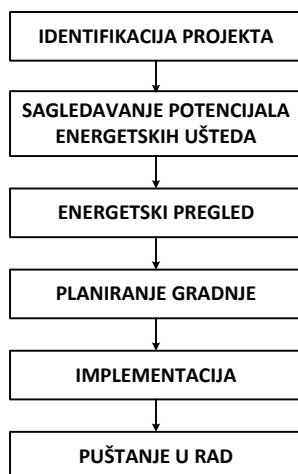 IDENTIFIKACIJA PROJEKTA
SAGLEDAVANJE POTENCIJALA
ENERGETSKIH UŠTEDA
ENERGETSKI PREGLED
PLANIRANJE GRADNJE
IMPLEMENTACIJA
PUŠTANJE U RAD